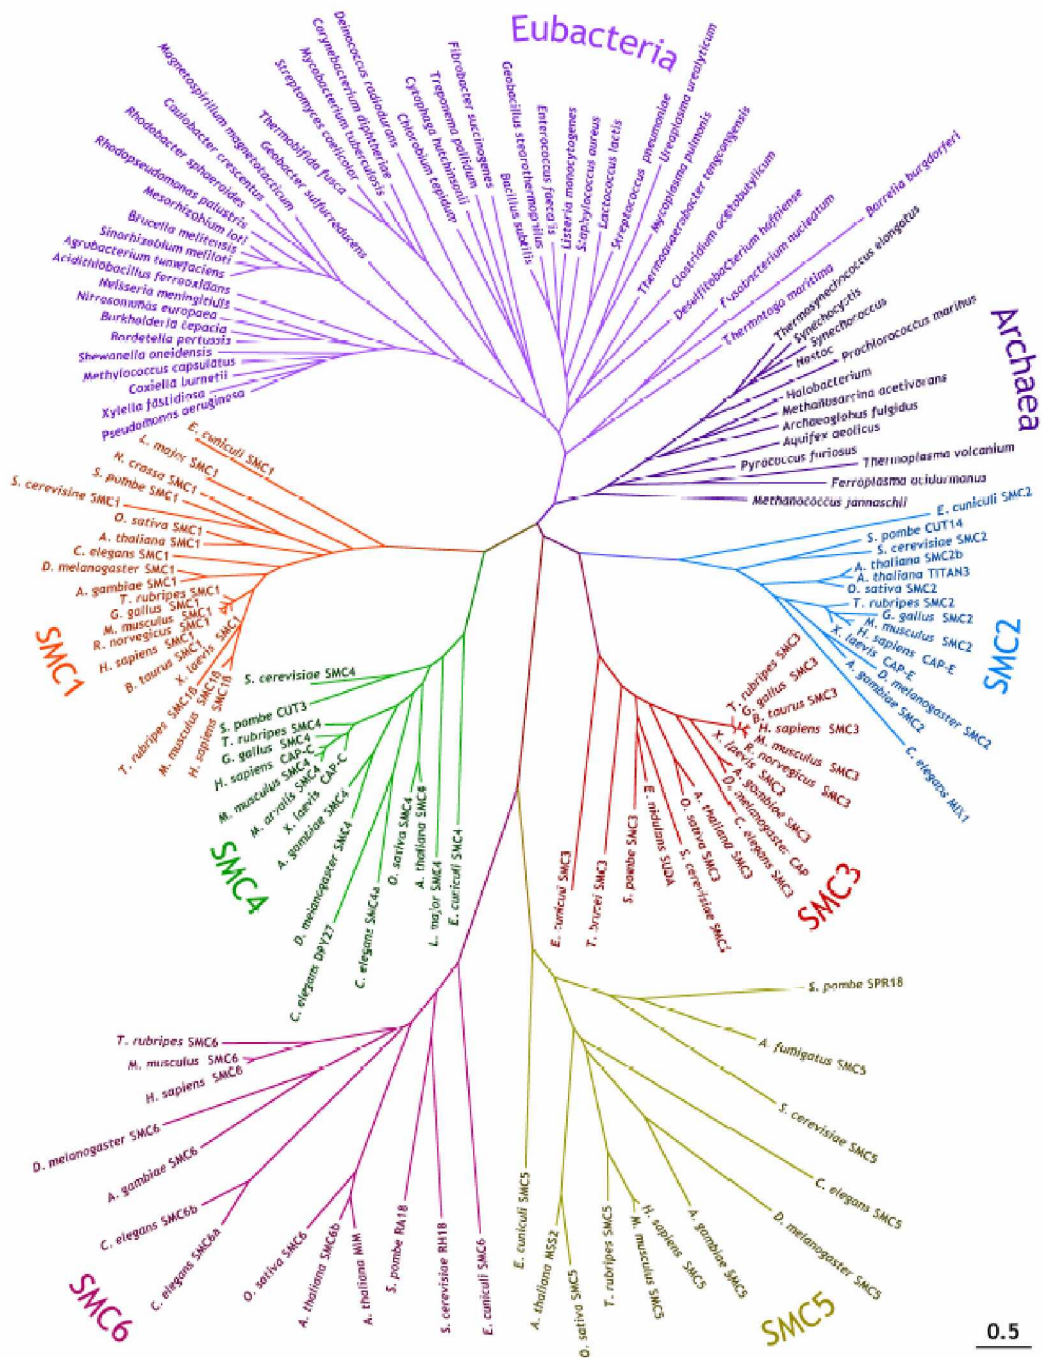 Eubacteria
Magnetospirillum magnetotacticum
Caulobacter crescentus
Rhodobacter sphaeroides
Rhodopseudomonas palustris
Mesorhizobium loti
Brucella melitensis
Sinorhizobium meliloti
Agrobacterium tumefaciens
Acidithiobacillus ferrooxidans
Neisseria meningitidis
Nitrosomonas europaea
Burkholderia cepacia
Bordetella pertussis
Shewanella oneidensis
Methylococcus capsulatus
Coxiella burnetii
Xylella fastidiosa
Pseudomonas aeruginosa
Geobacter sulfurreducens
Thermobifida fusca
Streptomyces coelicolor
Mycobacterium tuberculosis
Corynebacterium diphtheriae
Deinococcus radiodurans
Chlorobium tepidum
Cytophaga hutchinsonii
Treponema pallidum
Fibrobacter succinogenes
Bacillus subtilis
Geobacillus stearothermophilus
Enterococcus faecalis
Listeria monocytogenes
Staphylococcus aureus
Lactococcus lactis
Streptococcus pneumoniae
Ureaplasma urealyticum
Mycoplasma pulmonis
Thermoanaerobacter tengcongensis
Clostridium acetobutylicum
Desulfitobacterium hafniense
Fusobacterium nucleatum
Thermotoga maritima
Borrelia burgdorferi
Archaea
Thermosynechococcus elongatus
Synechocystis
Synechococcus
Nostoc
Prochlorococcus marinus
Halobacterium
Methanosarcina acetivorans
Archaeoglobus fulgidus
Aquifex aeolicus
Pyrococcus furiosus
Thermoplasma volcanium
Ferroplasma acidarmanus
Methanococcus jannaschii
SMC1
E. cuniculi SMC1
L. major SMC1
N. crassa SMC1
S. pombe SMC1
S. cerevisiae SMC1
O. sativa SMC1
A. thaliana SMC1
C. elegans SMC1
D. melanogaster SMC1
A. gambiae SMC1
T. rubripes SMC1
G. gallus SMC1
M. musculus SMC1
R. norvegicus SMC1
H. sapiens SMC1
B. taurus SMC1
X. laevis SMC1
T. rubripes SMC1B
M. musculus SMC1B
H. sapiens SMC1B
SMC2
E. cuniculi SMC2
S. pombe CUT14
S. cerevisiae SMC2
A. thaliana SMC2b
A. thaliana TITAN3
O. sativa SMC2
T. rubripes SMC2
G. gallus SMC2
M. musculus SMC2
H. sapiens CAP-E
X. laevis CAP-E
D. melanogaster SMC2
A. gambiae SMC2
C. elegans MIX1
SMC4
S. cerevisiae SMC4
S. pombe CUT3
T. rubripes SMC4
G. gallus SMC4
H. sapiens CAP-C
M. musculus SMC4
M. arvalis SMC4
X. laevis CAP-C
A. gambiae SMC4
D. melanogaster SMC4
C. elegans DPY27
C. elegans SMC4a
O. sativa SMC4
A. thaliana SMC4
L. major SMC4
E. cuniculi SMC4
SMC3
T. rubripes SMC3
G. gallus SMC3
B. taurus SMC3
H. sapiens SMC3
M. musculus SMC3
R. norvegicus SMC3
X. laevis SMC3
A. gambiae SMC3
D. melanogaster CAP
C. elegans SMC3
A. thaliana SMC3
O. sativa SMC3
S. cerevisiae SMC3
E. nidulans SUDA
S. pombe SMC3
T. brucei SMC3
E. cuniculi SMC3
SMC6
T. rubripes SMC6
M. musculus SMC6
H. sapiens SMC6
D. melanogaster SMC6
A. gambiae SMC6
C. elegans SMC6b
C. elegans SMC6a
O. sativa SMC6
A. thaliana SMC6b
A. thaliana MIM
S. pombe RA18
S. cerevisiae RH18
E. cuniculi SMC6
SMC5
S. pombe SPR18
A. fumigatus SMC5
S. cerevisiae SMC5
C. elegans SMC5
D. melanogaster SMC5
A. gambiae SMC5
H. sapiens SMC5
M. musculus SMC5
T. rubripes SMC5
O. sativa SMC5
A. thaliana MSS2
E. cuniculi SMC5
0.5